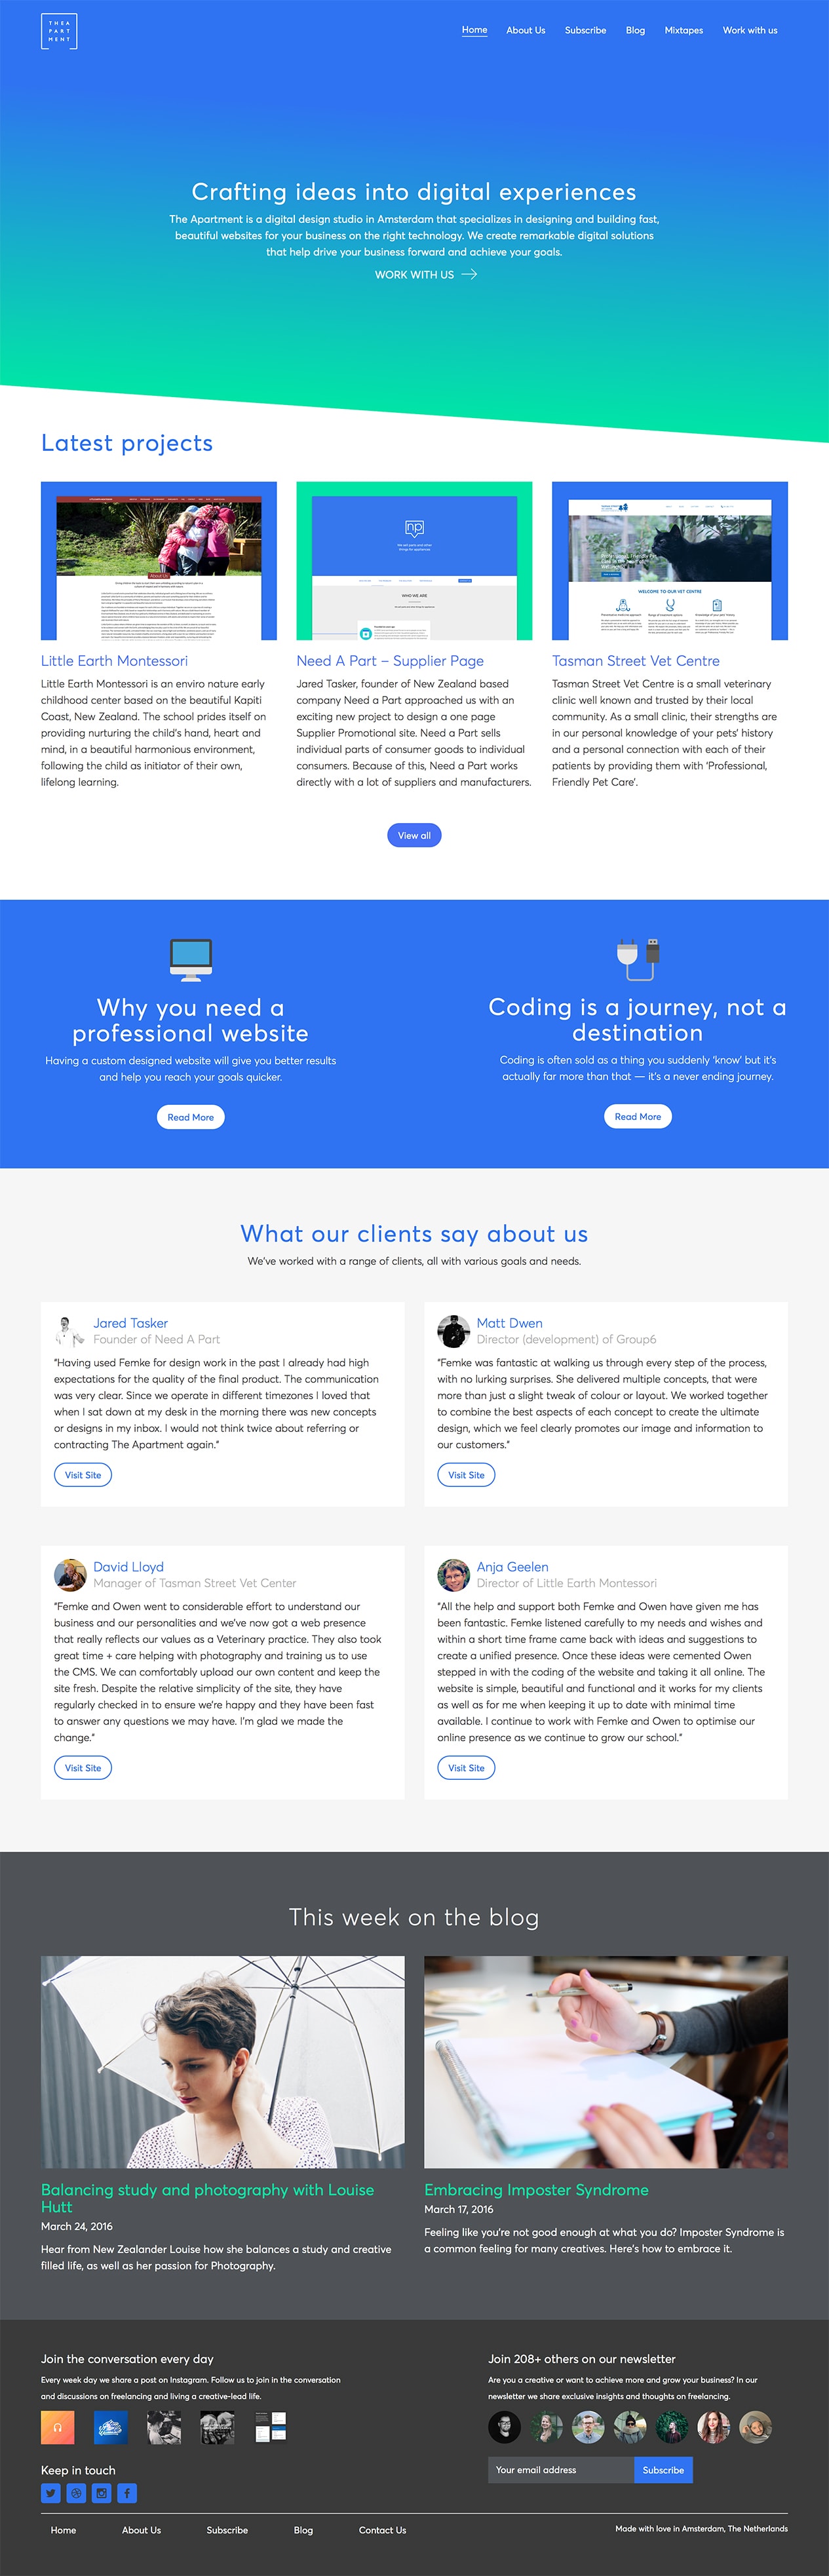 THEA
PART
MENT
Home About Us Subscribe Blog Mixtapes Work with us
Crafting ideas into digital experiences
The Apartment is a digital design studio in Amsterdam that specializes in designing and building fast,
beautiful websites for your business on the right technology. We create remarkable digital solutions
that help drive your business forward and achieve your goals.
WORK WITH US
Latest projects
About Us
np
WHO WE ARE
WELCOME TO OUR VET CENTRE
Little Earth Montessori
Little Earth Montessori is an enviro nature early
childhood center based on the beautiful Kapiti
Coast, New Zealand. The school prides itself on
providing nurturing the child's hand, heart and
mind, in a beautiful harmonious environment,
following the child as initiator of their own,
lifelong learning.
Need A Part – Supplier Page
Jared Tasker, founder of New Zealand based
company Need a Part approached us with an
exciting new project to design a one page
Supplier Promotional site. Need a Part sells
individual parts of consumer goods to individual
consumers. Because of this, Need a Part works
directly with a lot of suppliers and manufacturers.
Tasman Street Vet Centre
Tasman Street Vet Centre is a small veterinary
clinic well known and trusted by their local
community. As a small clinic, their strengths are
in our personal knowledge of your pets' history
and a personal connection with each of their
patients by providing them with 'Professional,
Friendly Pet Care'.
View all
Why you need a
professional website
Having a custom designed website will give you better results
and help you reach your goals quicker.
Read More
Coding is a journey, not a
destination
Coding is often sold as a thing you suddenly 'know' but it's
actually far more than that — it's a never ending journey.
Read More
What our clients say about us
We've worked with a range of clients, all with various goals and needs.
Jared Tasker
Founder of Need A Part
"Having used Femke for design work in the past I already had high
expectations for the quality of the final product. The communication
was very clear. Since we operate in different timezones I loved that
when I sat down at my desk in the morning there was new concepts
or designs in my inbox. I would not think twice about referring or
contracting The Apartment again."
Visit Site
Matt Dwen
Director (development) of Group6
"Femke was fantastic at walking us through every step of the process,
with no lurking surprises. She delivered multiple concepts, that were
more than just a slight tweak of colour or layout. We worked together
to combine the best aspects of each concept to create the ultimate
design, which we feel clearly promotes our image and information to
our customers."
Visit Site
David Lloyd
Manager of Tasman Street Vet Center
"Femke and Owen went to considerable effort to understand our
business and our personalities and we've now got a web presence
that really reflects our values as a Veterinary practice. They also took
great time + care helping with photography and training us to use
the CMS. We can comfortably upload our own content and keep the
site fresh. Despite the relative simplicity of the site, they have
regularly checked in to ensure we're happy and they have been fast
to answer any questions we may have. I'm glad we made the
change."
Visit Site
Anja Geelen
Director of Little Earth Montessori
"All the help and support both Femke and Owen have given me has
been fantastic. Femke listened carefully to my needs and wishes and
within a short time frame came back with ideas and suggestions to
create a unified presence. Once these ideas were cemented Owen
stepped in with the coding of the website and taking it all online. The
website is simple, beautiful and functional and it works for my clients
as well as for me when keeping it up to date with minimal time
available. I continue to work with Femke and Owen to optimise our
online presence as we continue to grow our school."
Visit Site
This week on the blog
Balancing study and photography with Louise
Hutt
March 24, 2016
Hear from New Zealander Louise how she balances a study and creative
filled life, as well as her passion for Photography.
Embracing Imposter Syndrome
March 17, 2016
Feeling like you're not good enough at what you do? Imposter Syndrome is
a common feeling for many creatives. Here's how to embrace it.
Join the conversation every day
Every week day we share a post on Instagram. Follow us to join in the conversation
and discussions on freelancing and living a creative-lead life.
Keep in touch
Join 208+ others on our newsletter
Are you a creative or want to achieve more and grow your business? In our
newsletter we share exclusive insights and thoughts on freelancing.
Your email address Subscribe
Home About Us Subscribe Blog Contact Us Made with love in Amsterdam, The Netherlands